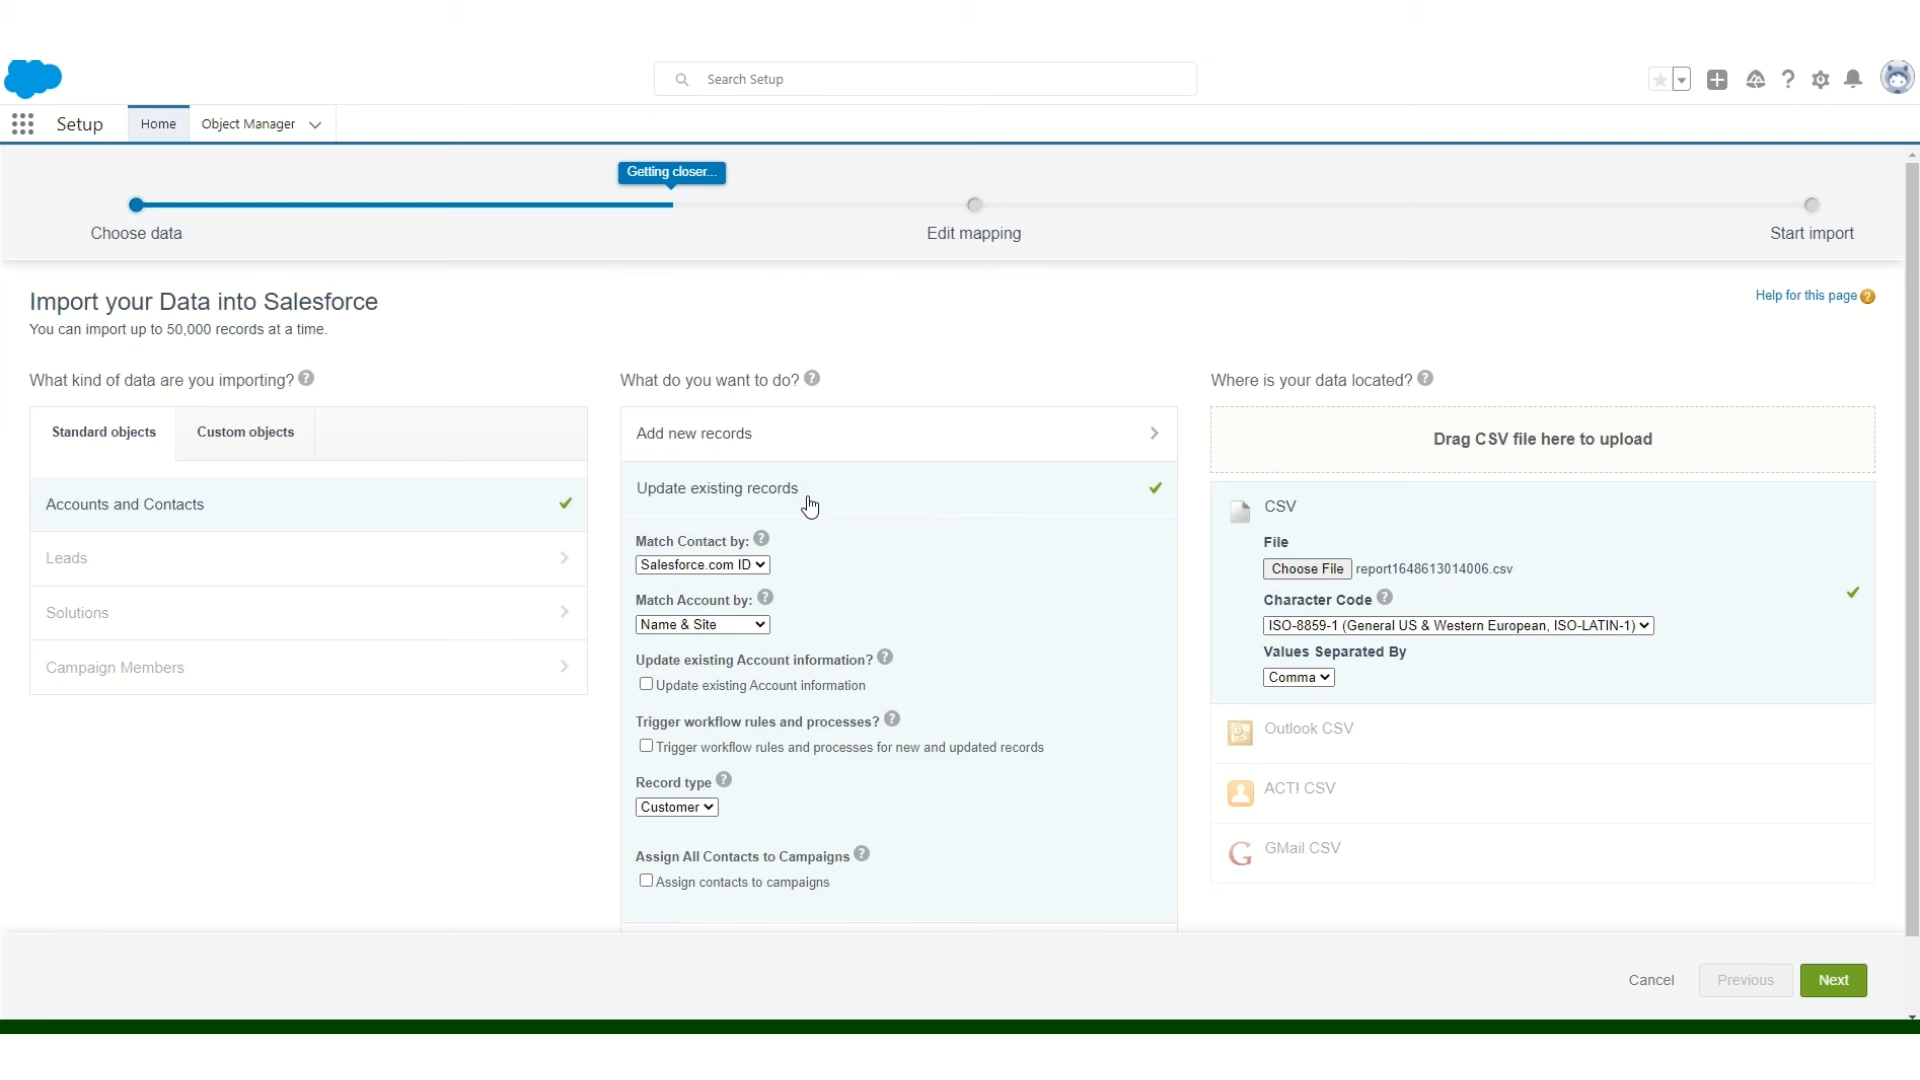 Search Setup
Setup
Home
Object Manager
Getting closer...
Choose data
Edit mapping
Start import
Import your Data into Salesforce
You can import up to 50,000 records at a time.
Help for this page
What kind of data are you importing?
Standard objects
Custom objects
Accounts and Contacts
Leads
Solutions
Campaign Members
What do you want to do?
Add new records
Update existing records
Match Contact by:
Salesforce.com ID
Match Account by:
Name & Site
Update existing Account information?
Update existing Account information
Trigger workflow rules and processes?
Trigger workflow rules and processes for new and updated records
Record type
Customer
Assign All Contacts to Campaigns
Assign contacts to campaigns
Where is your data located?
Drag CSV file here to upload
CSV
File
Choose File report1648613014006.csv
Character Code
ISO-8859-1 (General US & Western European, ISO-LATIN-1)
Values Separated By
Comma
Outlook CSV
ACT! CSV
GMail CSV
Cancel
Previous
Next